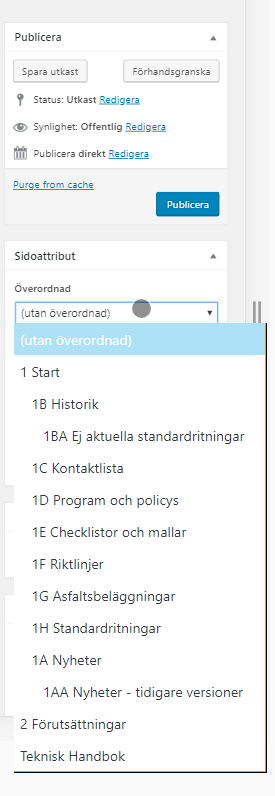 Publicera
Spara utkast Förhandsgranska
Status: Utkast Redigera
Synlighet: Offentlig Redigera
Publicera direkt Redigera
Purge from cache
Publicera
Sidoattribut
Överordnad
(utan överordnad)
(utan överordnad)
1 Start
1B Historik
1BA Ej aktuella standardritningar
1C Kontaktlista
1D Program och policys
1E Checklistor och mallar
1F Riktlinjer
1G Asfaltsbeläggningar
1H Standardritningar
1A Nyheter
1AA Nyheter - tidigare versioner
2 Förutsättningar
Teknisk Handbok